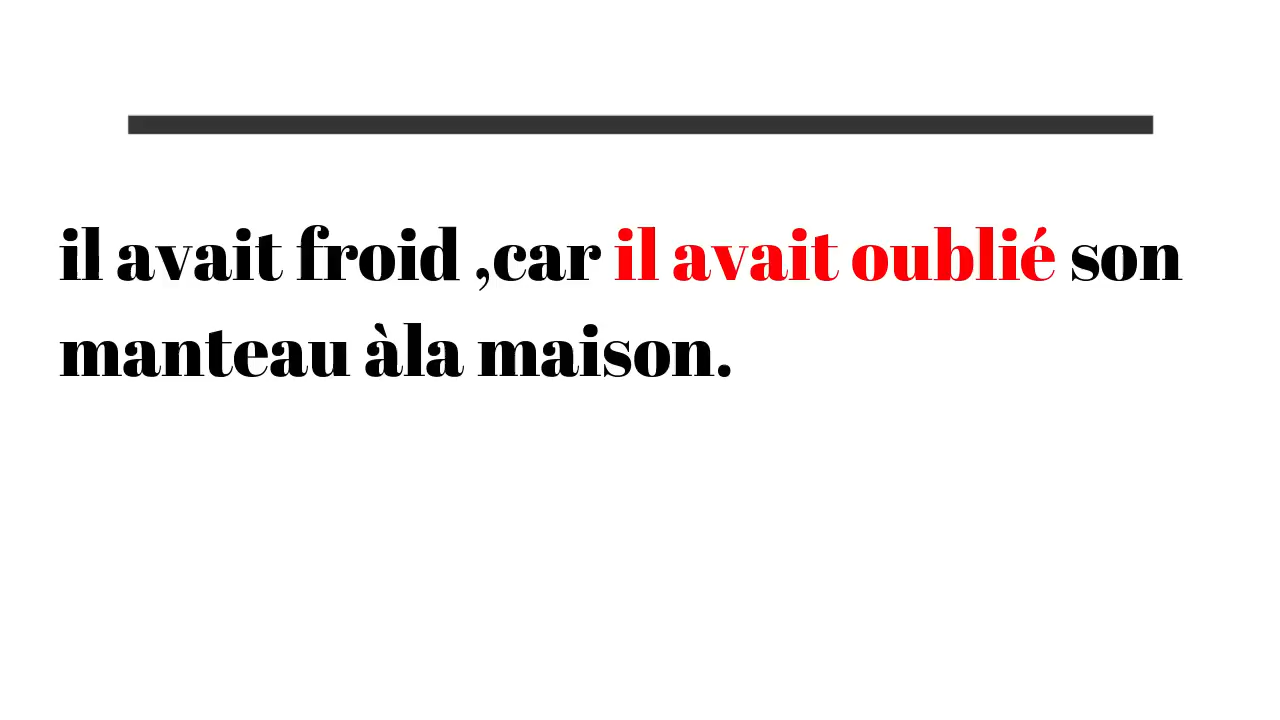 il avait froid ,car il avait oublié son
manteau àla maison.